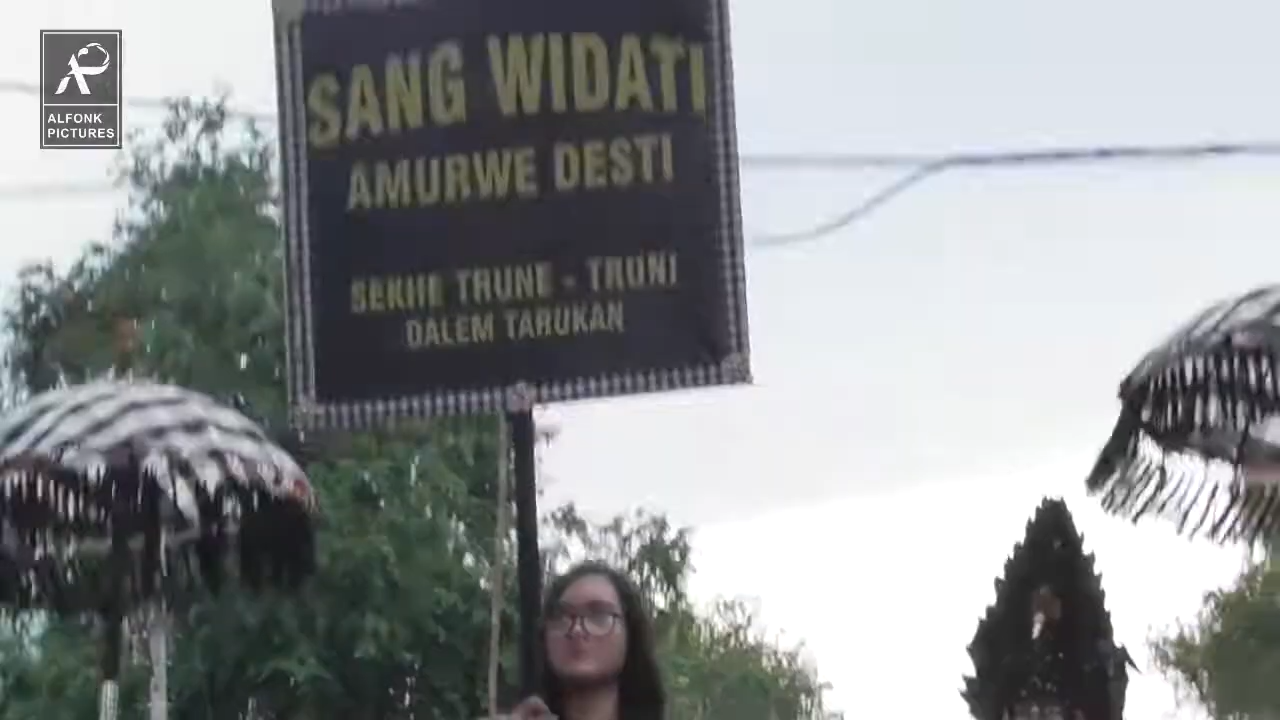 ALFONK
PICTURES
SANG WIDATI
AMURWE DESTI
SEKHE TRUNE - TRUNI
DALEM TARUKAN